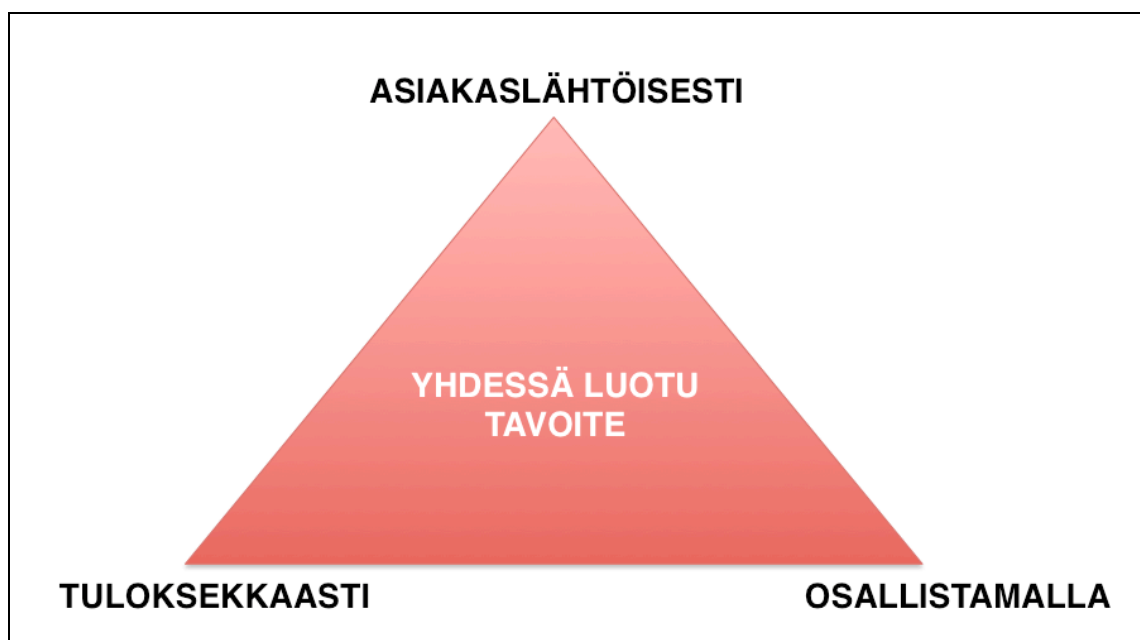 ASIAKASLÄHTÖISESTI
YHDESSÄ LUOTU
TAVOITE
TULOKSEKKAASTI
OSALLISTAMALLA